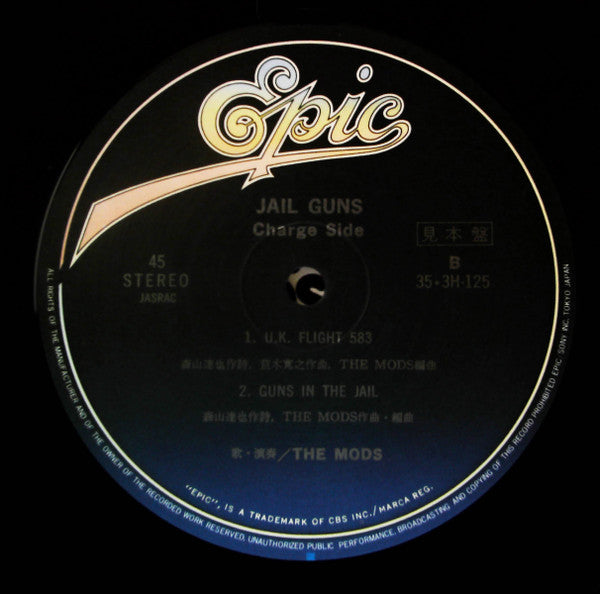 Epic
JAIL GUNS
Charge Side
見本盤
45
STEREO
JASRAC
B
35・3H-125
1. U.K. FLIGHT 583
森山達也作詩, 荒木寛之作曲, THE MODS編曲
2. GUNS IN THE JAIL
森山達也作詩, THE MODS作曲・編曲
歌・演奏/THE MODS
"EPIC", IS A TRADEMARK OF CBS INC./MARCA REG.
ALL RIGHTS OF THE MANUFACTURER AND OF THE OWNER OF THE RECORDED WORK RESERVED, UNAUTHORIZED PUBLIC PERFORMANCE, BROADCASTING AND COPYING OF THIS RECORD PROHIBITED EPIC SONY INC. TOKYO JAPAN